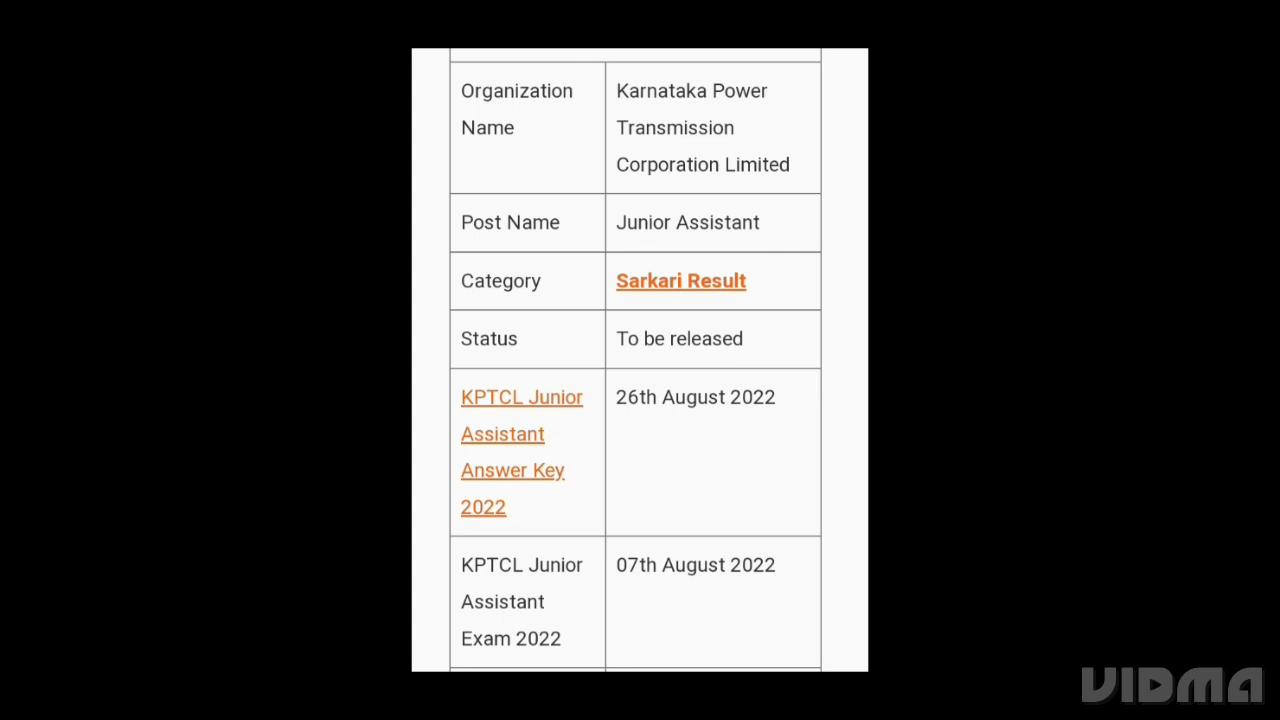 Organization
Name
Karnataka Power
Transmission
Corporation Limited
Post Name
Junior Assistant
Category
Sarkari Result
Status
To be released
KPTCL Junior
Assistant
Answer Key
2022
26th August 2022
KPTCL Junior
Assistant
Exam 2022
07th August 2022
VIDMA